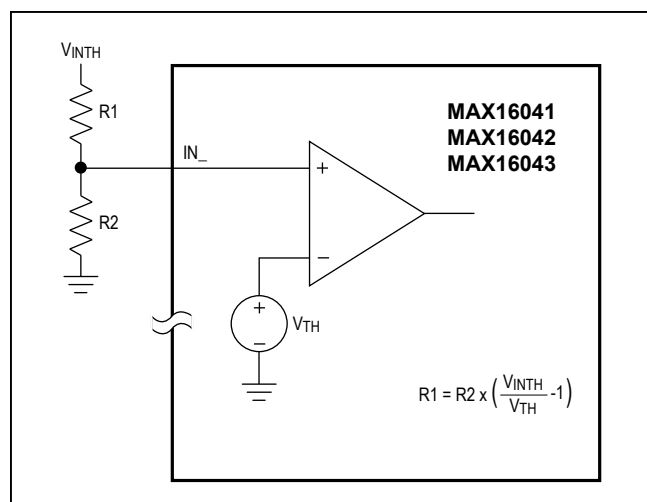 VINTH
R1
MAX16041
MAX16042
MAX16043
IN_
+
R2
−
+
VTH
−
R1 = R2 x (VINTH/VTH -1)